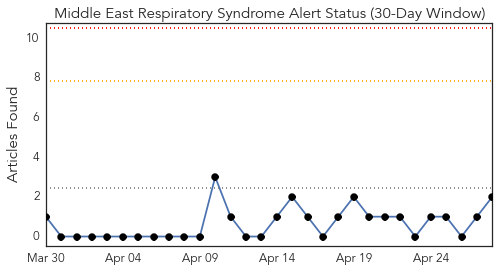 Middle East Respiratory Syndrome Alert Status (30-Day Window)
Articles Found
10
8
6
4
2
0
Mar 30 Apr 04 Apr 09 Apr 14 Apr 19 Apr 24